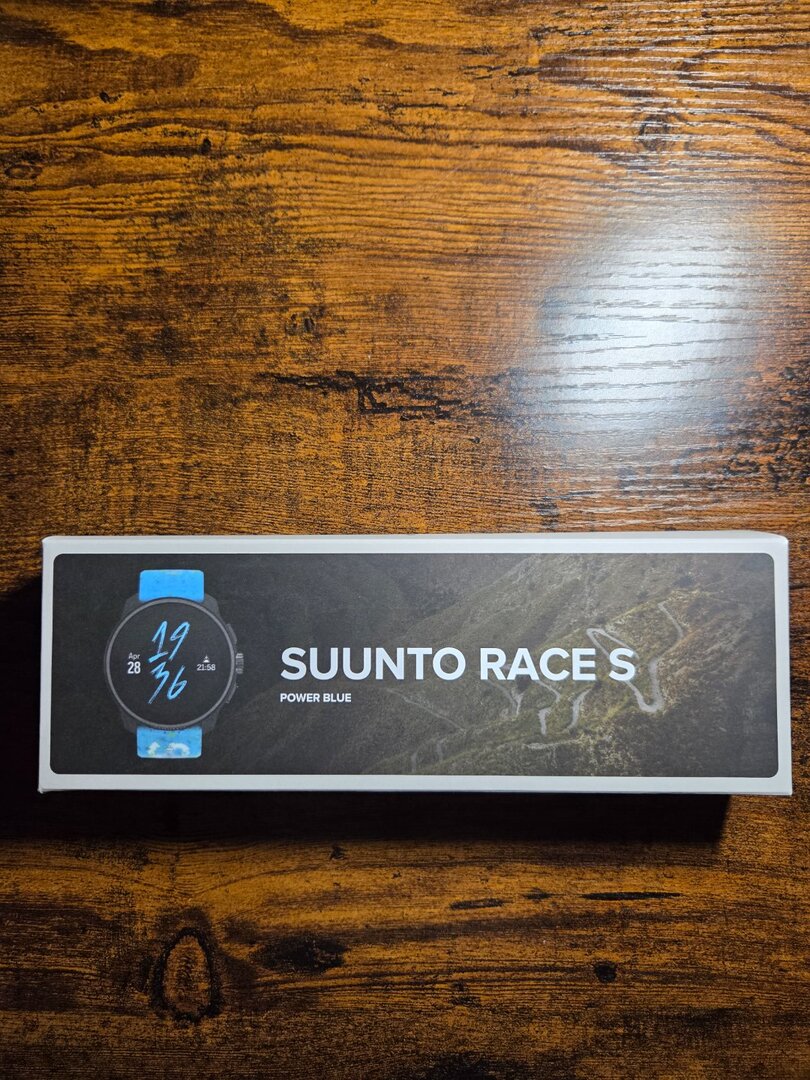 19
36
Apr
28
21:58
SUUNTO RACE S
POWER BLUE